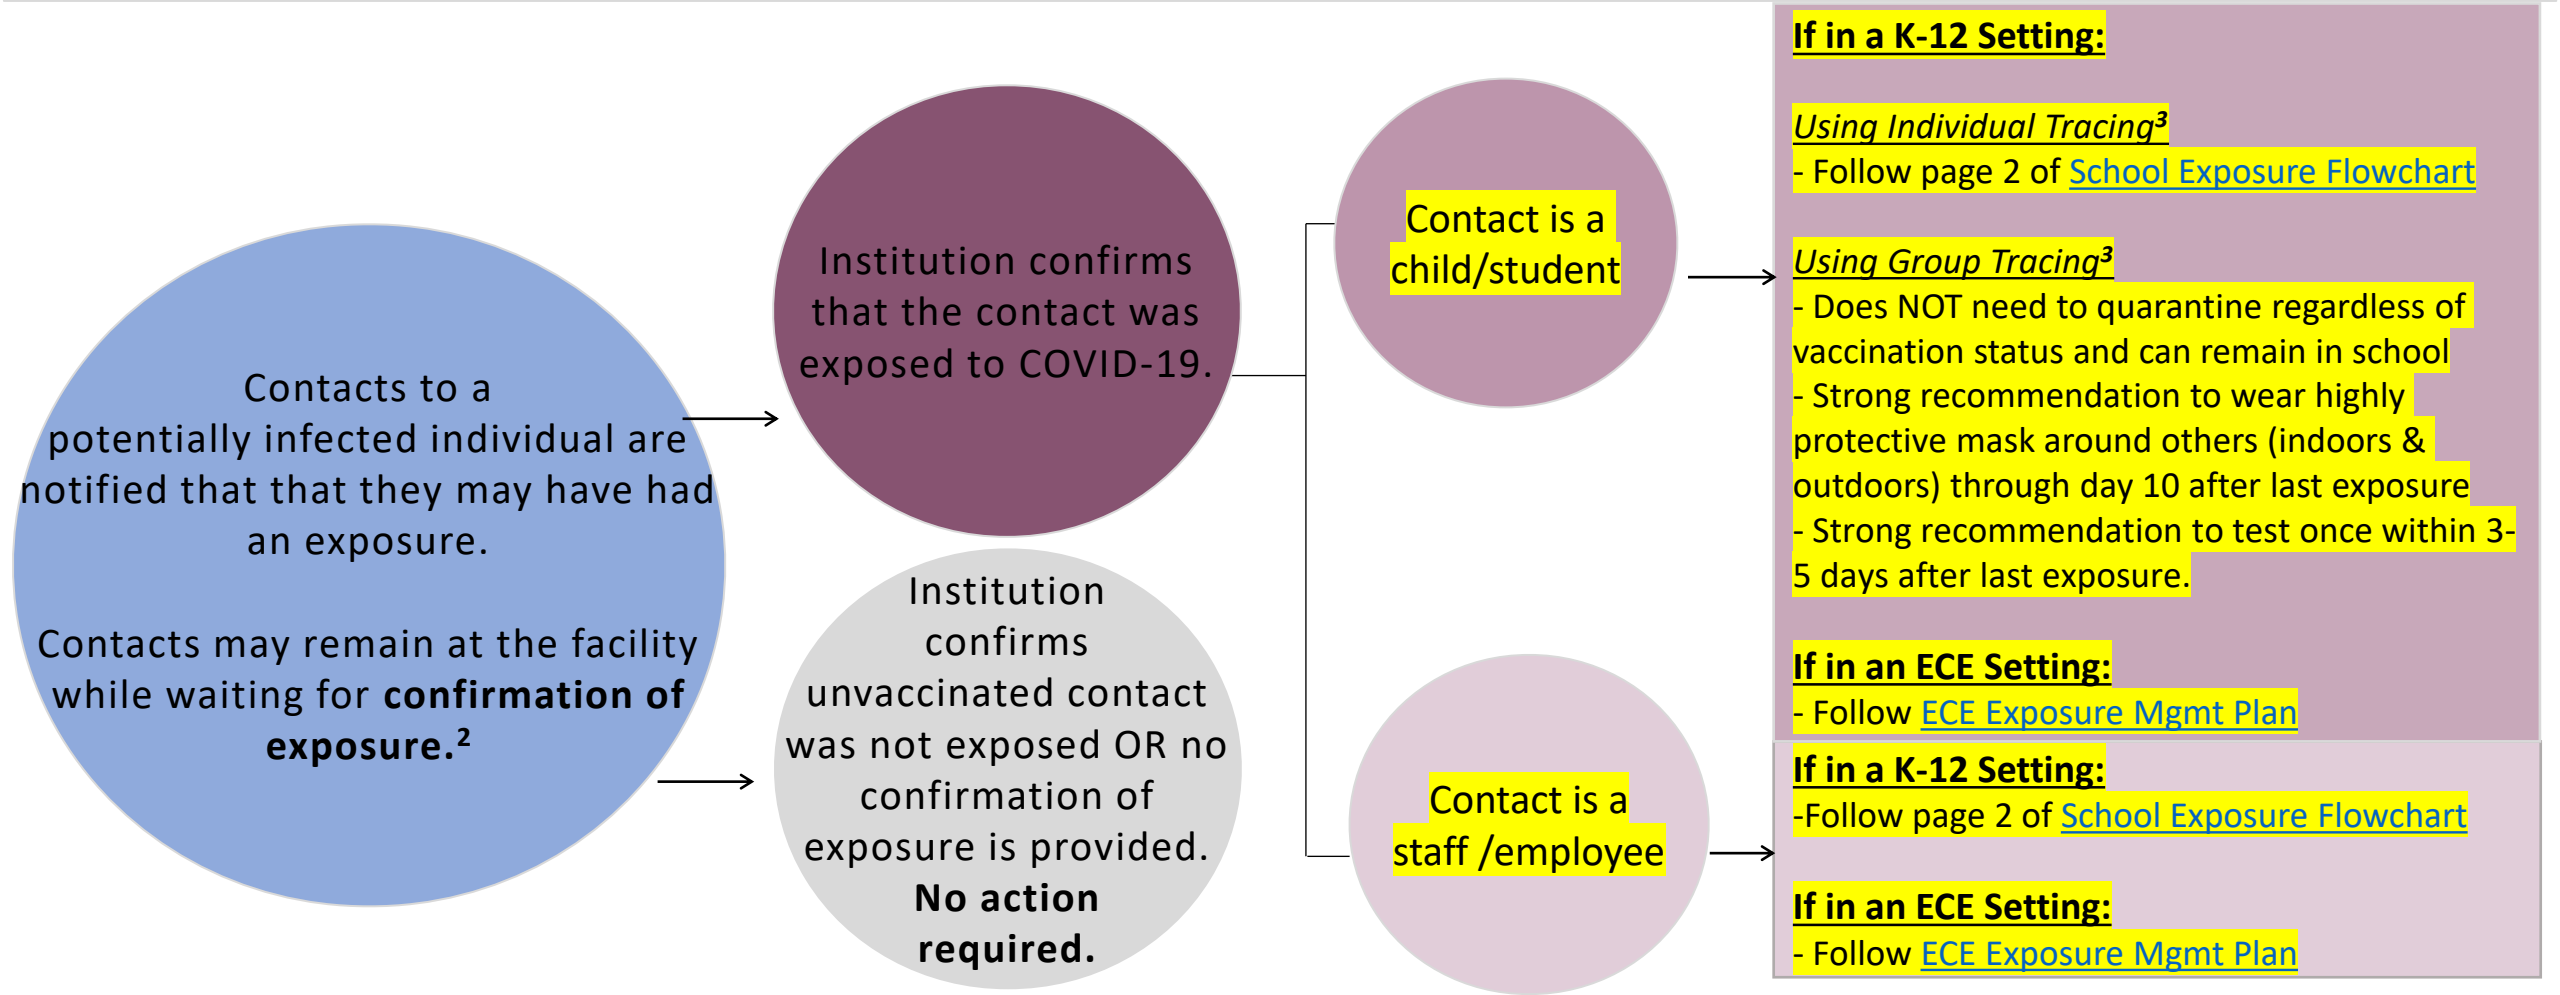 Contacts to a
potentially infected individual are
notified that that they may have had
an exposure.
Contacts may remain at the facility
while waiting for confirmation of
exposure.²
Institution confirms
that the contact was
exposed to COVID-19.
Institution
confirms
unvaccinated contact
was not exposed OR no
confirmation of
exposure is provided.
No action
required.
Contact is a
child/student
If in a K-12 Setting:
Using Individual Tracing³
- Follow page 2 of School Exposure Flowchart
Using Group Tracing³
- Does NOT need to quarantine regardless of
vaccination status and can remain in school
- Strong recommendation to wear highly
protective mask around others (indoors &
outdoors) through day 10 after last exposure
- Strong recommendation to test once within 3-
5 days after last exposure.
If in an ECE Setting:
- Follow ECE Exposure Mgmt Plan
Contact is a
staff /employee
If in a K-12 Setting:
-Follow page 2 of School Exposure Flowchart
If in an ECE Setting:
- Follow ECE Exposure Mgmt Plan